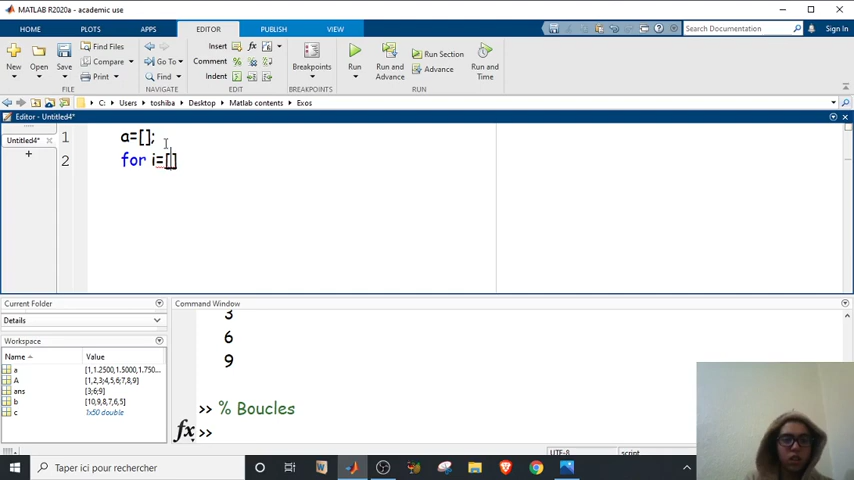 MATLAB R2020a - academic use
HOME PLOTS APPS EDITOR PUBLISH VIEW Search Documentation Sign In
New Open Save Find Files Compare Print Go To Find Insert Comment Indent Breakpoints Run Run and Advance Run Section Advance Run and Time
FILE NAVIGATE EDIT BREAKPOINTS RUN
C: Users toshiba Desktop Matlab contents Exos
Editor - Untitled4*
Untitled4*
1 a=[];
2 for i=[]
Current Folder
Details
Workspace
Name Value
a [1,1.2500,1.5000,1.750...
A [1,2,3;4,5,6;7,8,9]
ans [3;6;9]
b [10,9,8,7,6,5]
c 1x50 double
Command Window
3
6
9
>> % Boucles
fx >>
UTF-8 script
Taper ici pour rechercher